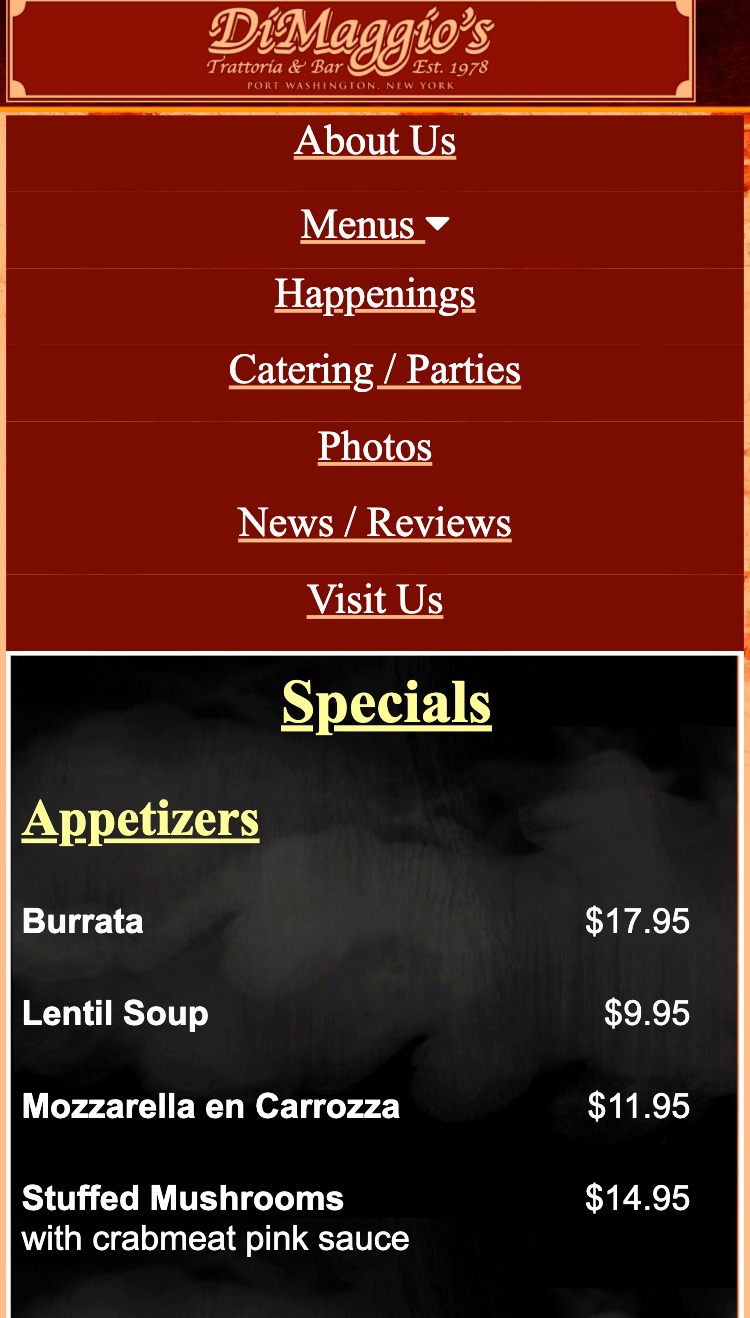 DiMaggio's
Trattoria & Bar Est. 1978
PORT WASHINGTON, NEW YORK
About Us
Menus
Happenings
Catering / Parties
Photos
News / Reviews
Visit Us
Specials
Appetizers
Burrata $17.95
Lentil Soup $9.95
Mozzarella en Carrozza $11.95
Stuffed Mushrooms $14.95
with crabmeat pink sauce